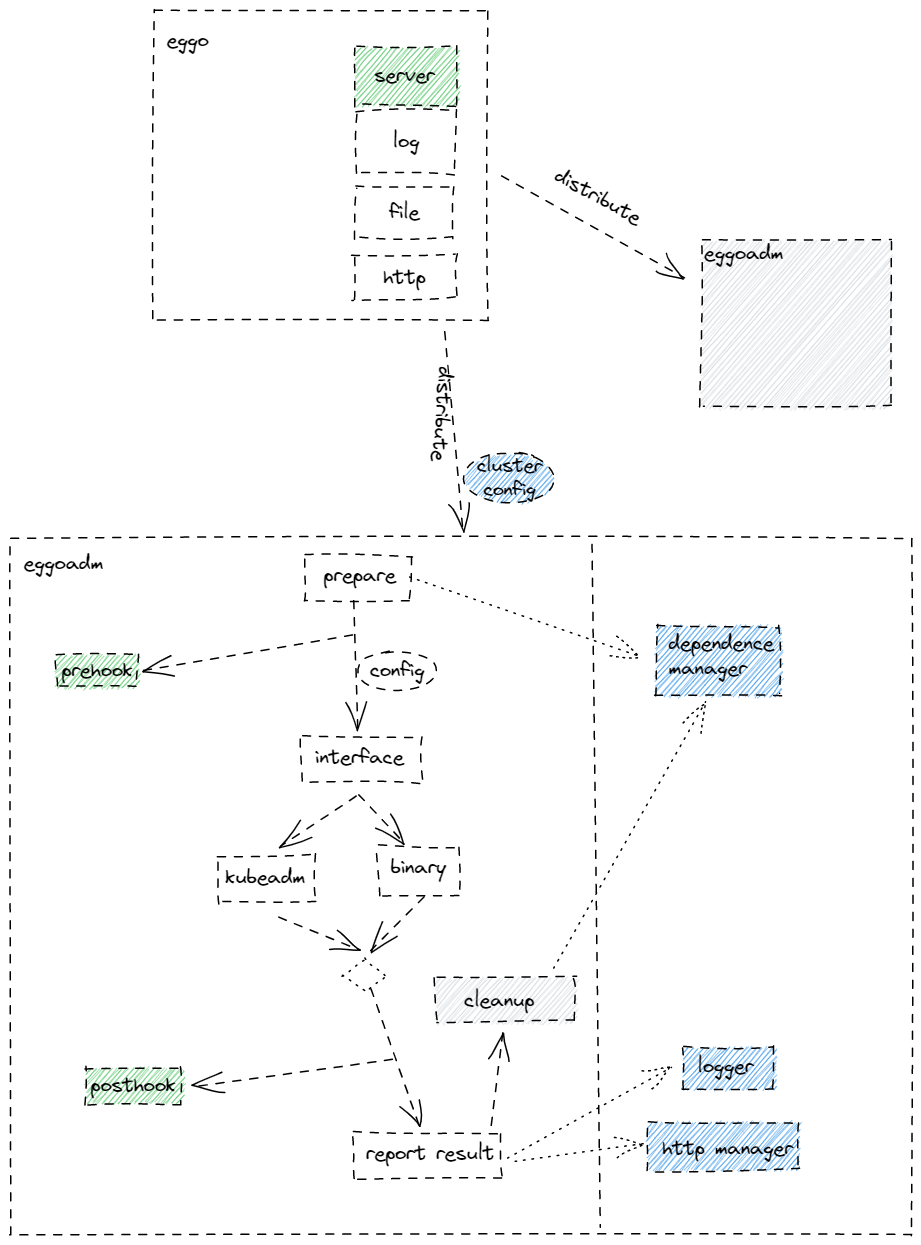 eggo
server
log
file
http
distribute
eggoadm
distribute
cluster
config
eggoadm
prepare
prehook
config
dependence
manager
interface
kubeadm
binary
cleanup
posthook
logger
report result
http manager